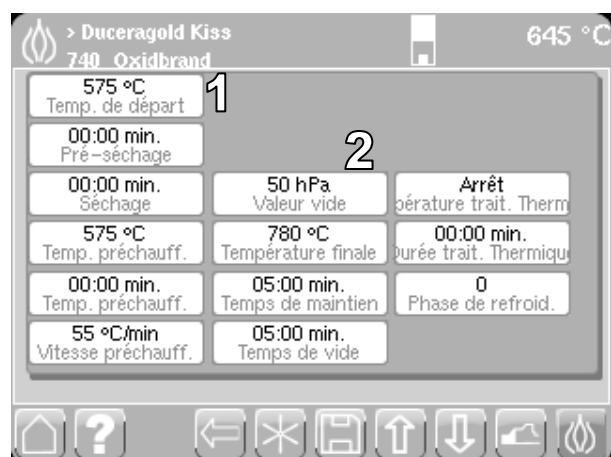 > Duceragold Kiss
645 °C
740 Oxidbrand
575 °C
Temp. de départ
1
00:00 min.
Pré-séchage
2
00:00 min.
Séchage
50 hPa
Valeur vide
Arrêt
pérature trait. Therm
575 °C
Temp. préchauff.
780 °C
Température finale
00:00 min.
Durée trait. Thermiqu
00:00 min.
Temp. préchauff.
05:00 min.
Temps de maintien
0
Phase de refroid.
55 °C/min
Vitesse préchauff.
05:00 min.
Temps de vide
?